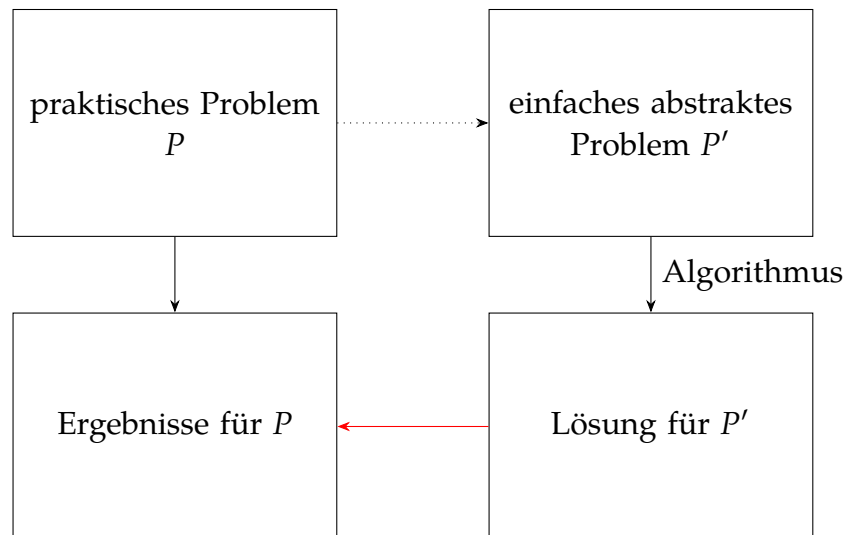 praktisches Problem
P
einfaches abstraktes
Problem P′
Algorithmus
Ergebnisse für P
Lösung für P′